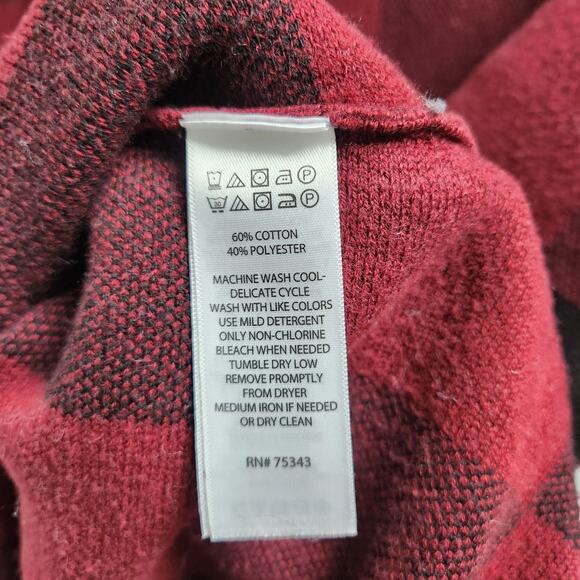 60% COTTON
40% POLYESTER
MACHINE WASH COOL-
DELICATE CYCLE
WASH WITH LIKE COLORS
USE MILD DETERGENT
ONLY NON-CHLORINE
BLEACH WHEN NEEDED
TUMBLE DRY LOW
REMOVE PROMPTLY
FROM DRYER
MEDIUM IRON IF NEEDED
OR DRY CLEAN
RN# 75343